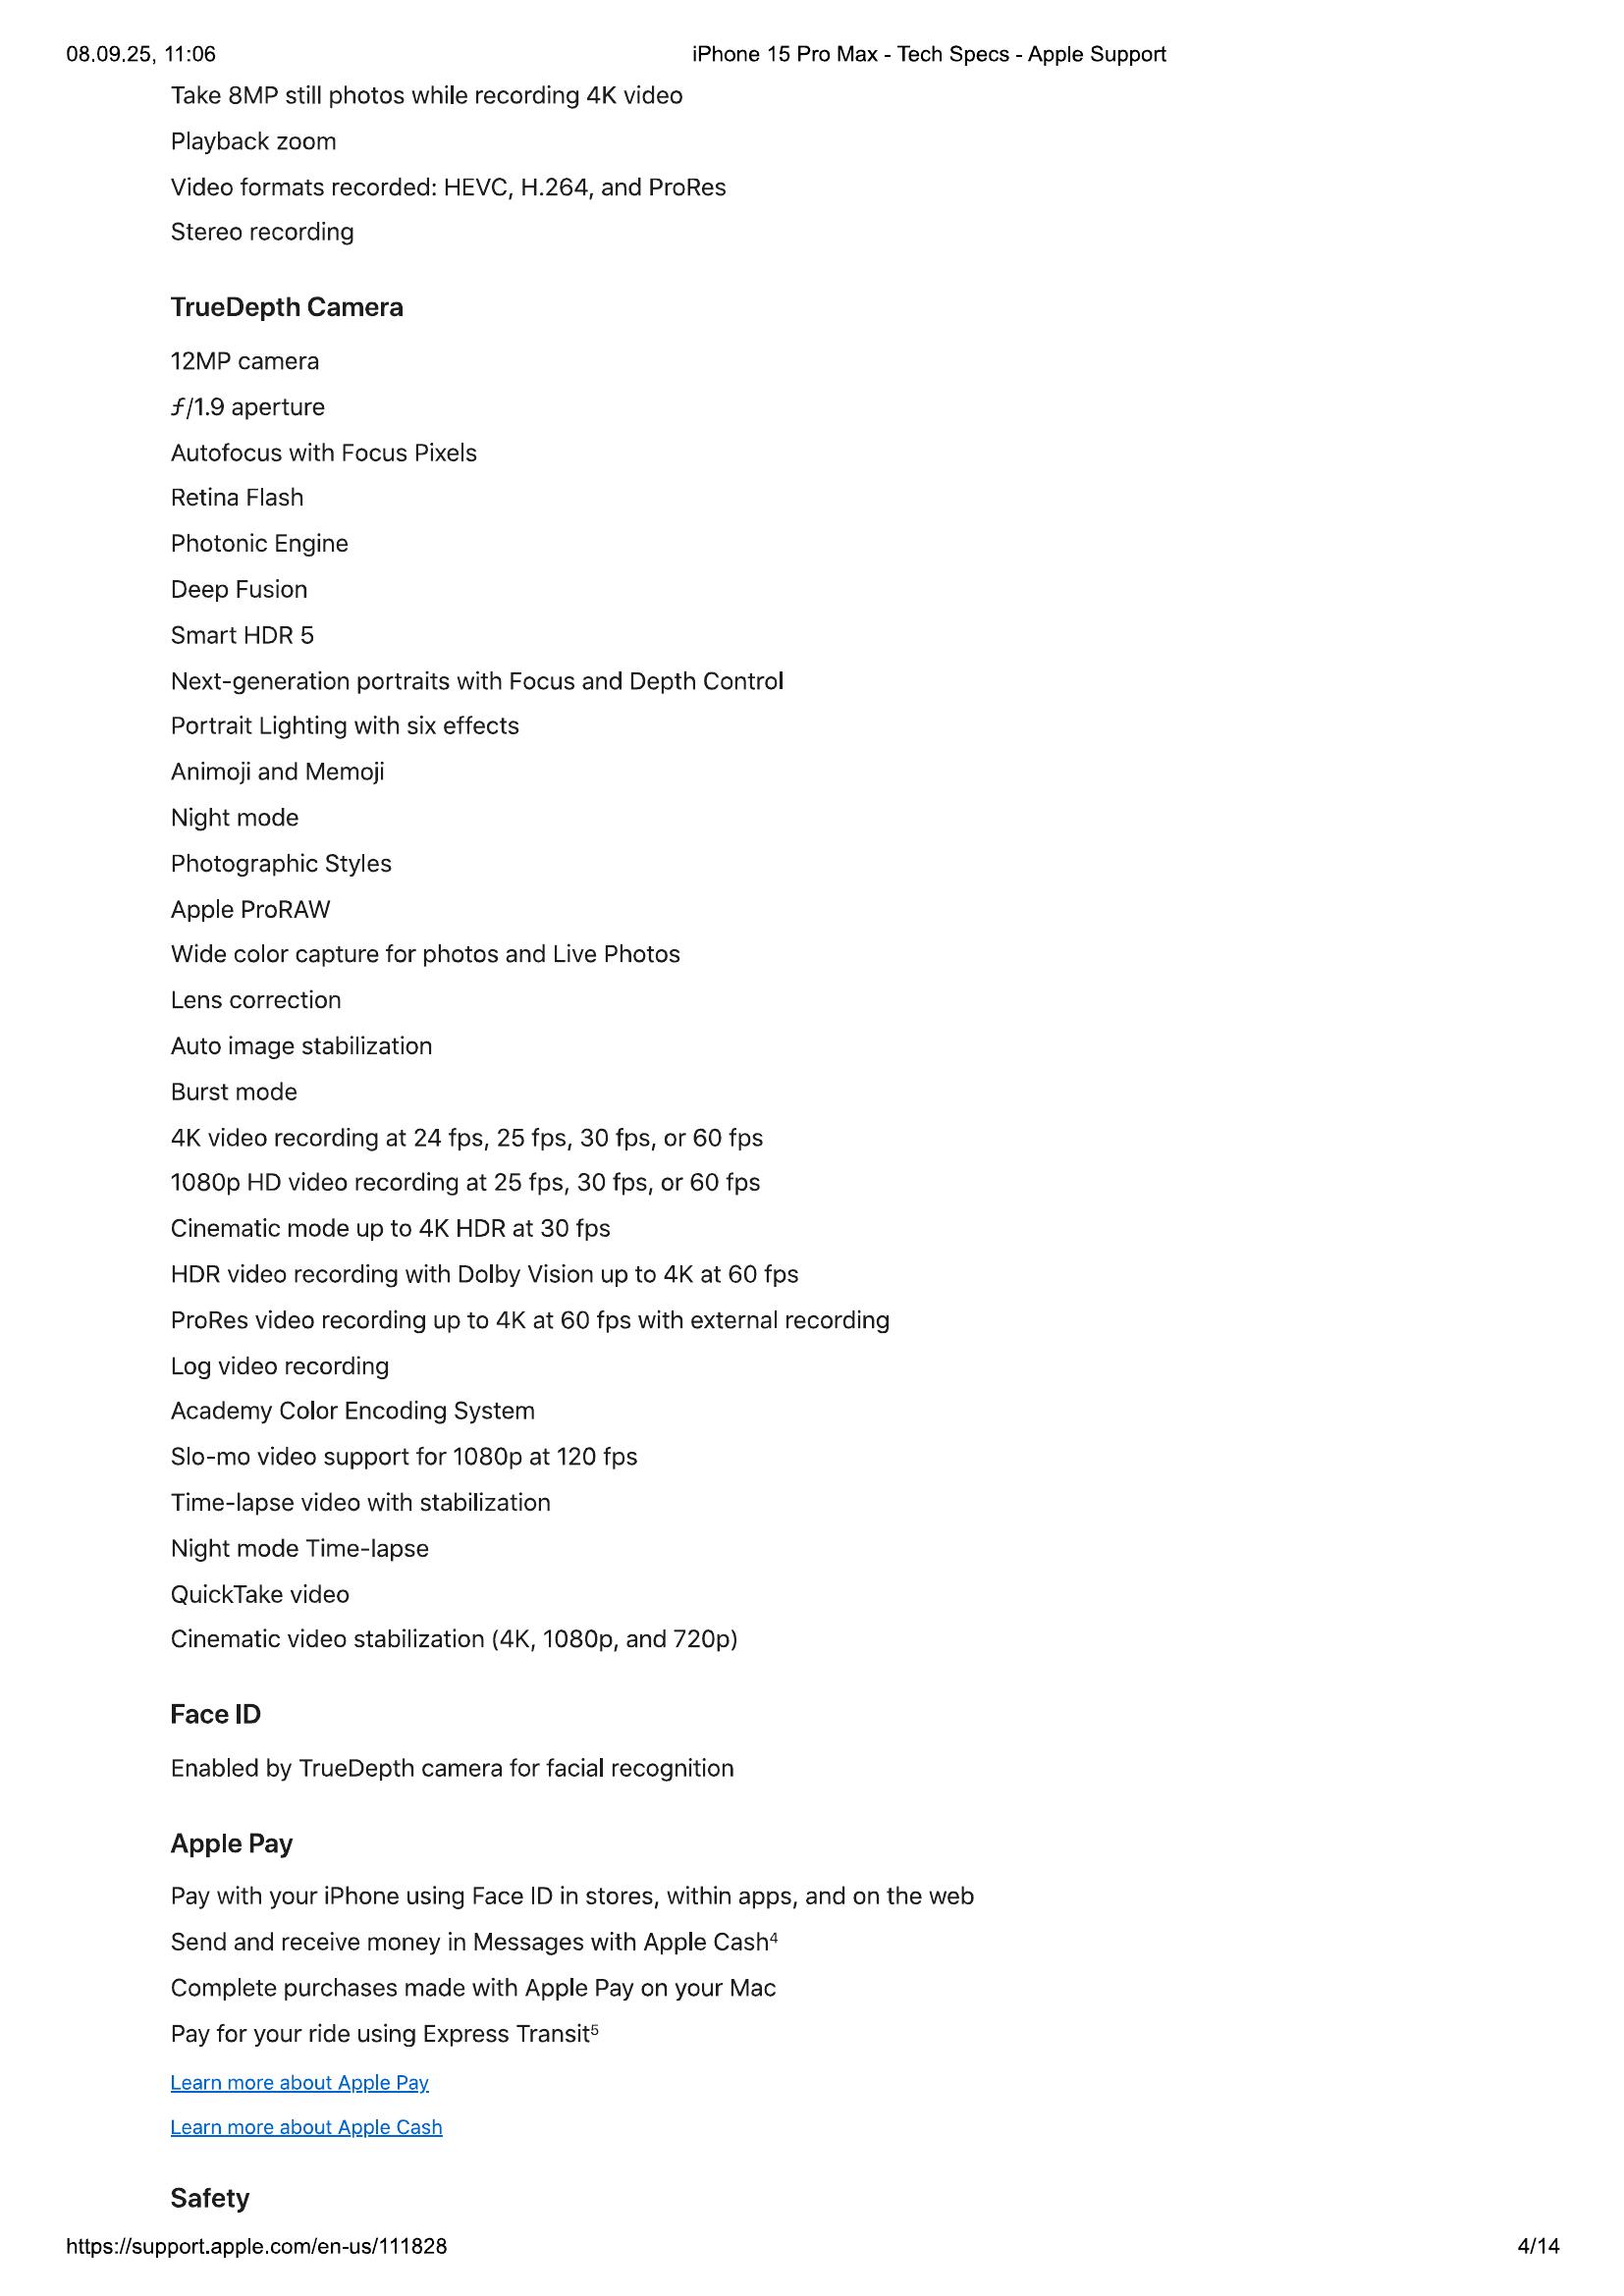 08.09.25, 11:06
iPhone 15 Pro Max - Tech Specs - Apple Support
Take 8MP still photos while recording 4K video
Playback zoom
Video formats recorded: HEVC, H.264, and ProRes
Stereo recording
TrueDepth Camera
12MP camera
ƒ/1.9 aperture
Autofocus with Focus Pixels
Retina Flash
Photonic Engine
Deep Fusion
Smart HDR 5
Next-generation portraits with Focus and Depth Control
Portrait Lighting with six effects
Animoji and Memoji
Night mode
Photographic Styles
Apple ProRAW
Wide color capture for photos and Live Photos
Lens correction
Auto image stabilization
Burst mode
4K video recording at 24 fps, 25 fps, 30 fps, or 60 fps
1080p HD video recording at 25 fps, 30 fps, or 60 fps
Cinematic mode up to 4K HDR at 30 fps
HDR video recording with Dolby Vision up to 4K at 60 fps
ProRes video recording up to 4K at 60 fps with external recording
Log video recording
Academy Color Encoding System
Slo-mo video support for 1080p at 120 fps
Time-lapse video with stabilization
Night mode Time-lapse
QuickTake video
Cinematic video stabilization (4K, 1080p, and 720p)
Face ID
Enabled by TrueDepth camera for facial recognition
Apple Pay
Pay with your iPhone using Face ID in stores, within apps, and on the web
Send and receive money in Messages with Apple Cash⁴
Complete purchases made with Apple Pay on your Mac
Pay for your ride using Express Transit⁵
Learn more about Apple Pay
Learn more about Apple Cash
Safety
https://support.apple.com/en-us/111828
4/14